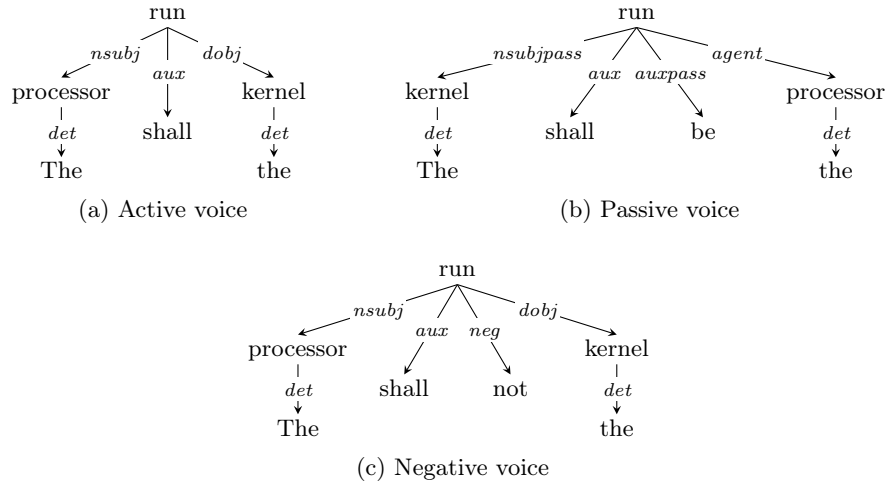 run run
nsubj aux dobj nsubjpass aux auxpass agent
processor kernel kernel processor
det shall det det shall be det
The the The the
(a) Active voice (b) Passive voice
run
nsubj aux neg dobj
processor kernel
det shall not det
The the
(c) Negative voice